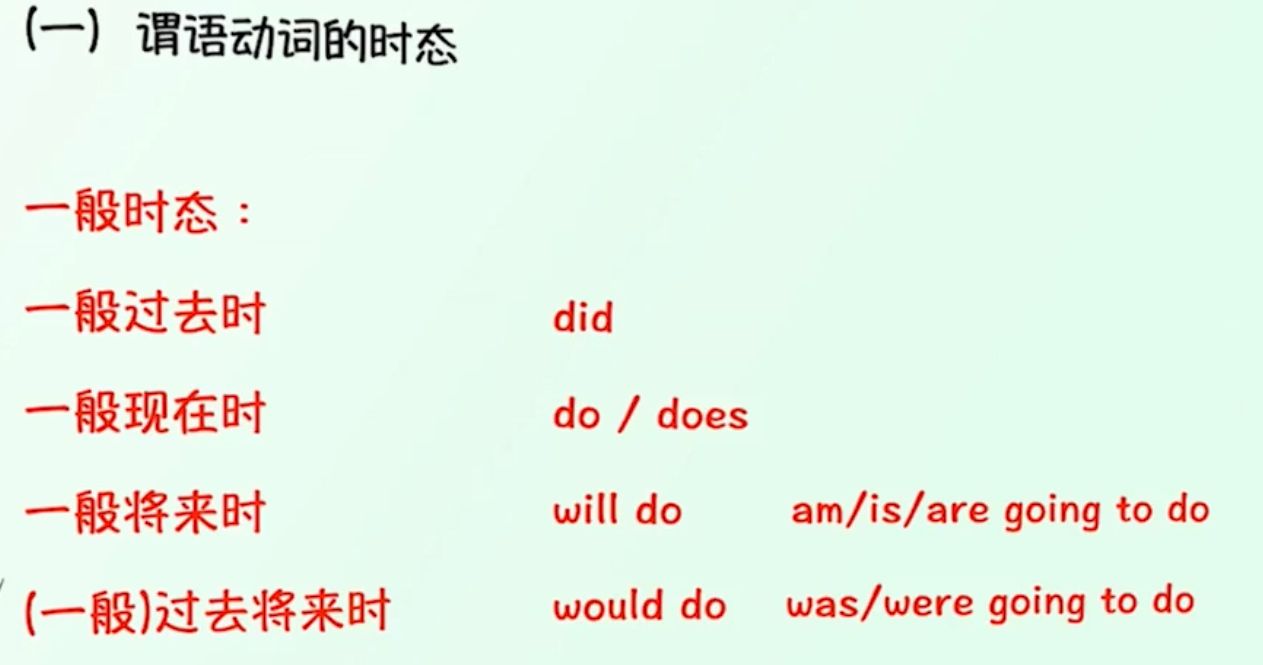 (一) 谓语动词的时态
一般时态：
一般过去时 did
一般现在时 do / does
一般将来时 will do am/is/are going to do
(一般)过去将来时 would do was/were going to do